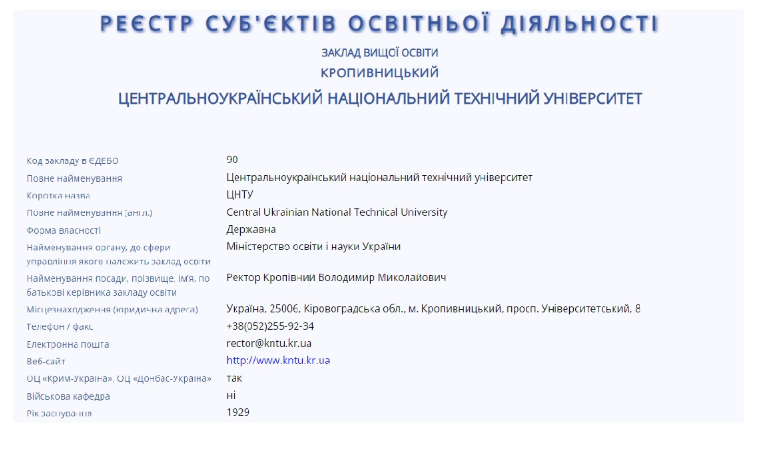 РЕЄСТР СУБ'ЄКТІВ ОСВІТНЬОЇ ДІЯЛЬНОСТІ
ЗАКЛАД ВИЩОЇ ОСВІТИ
КРОПИВНИЦЬКИЙ
ЦЕНТРАЛЬНОУКРАЇНСЬКИЙ НАЦІОНАЛЬНИЙ ТЕХНІЧНИЙ УНІВЕРСИТЕТ
Код закладу в ЄДЕБО 90
Повне найменування Центральноукраїнський національний технічний університет
Коротка назва ЦНТУ
Повне найменування (англ.) Central Ukrainian National Technical University
Форма власності Державна
Найменування органу, до сфери Міністерство освіти і науки України
управління якого належить заклад освіти
Найменування посади, прізвище, ім'я, по Ректор Кропівний Володимир Миколайович
батькові керівника закладу освіти
Місцезнаходження (юридична адреса) Україна, 25006, Кіровоградська обл., м. Кропивницький, просп. Університетський, 8
Телефон / факс +38(052)255-92-34
Електронна пошта rector@kntu.kr.ua
Веб-сайт http://www.kntu.kr.ua
ОЦ «Крим-Україна», ОЦ «Донбас-Україна» так
Військова кафедра ні
Рік заснування 1929